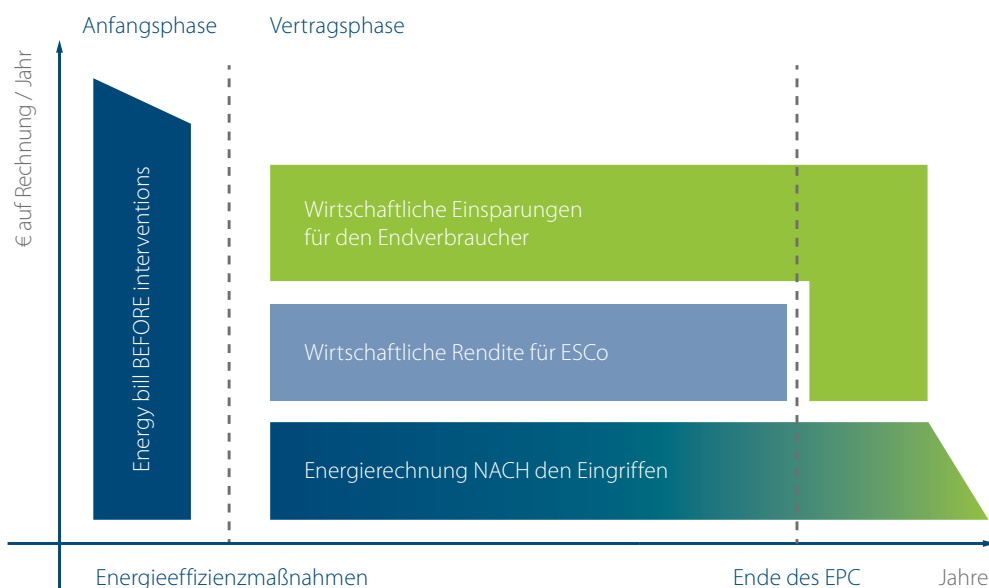 Anfangsphase
Vertragsphase
€ auf Rechnung / Jahr
Energy bill BEFORE interventions
Wirtschaftliche Einsparungen
für den Endverbraucher
Wirtschaftliche Rendite für ESCo
Energierechnung NACH den Eingriffen
Energieeffizienzmaßnahmen
Ende des EPC
Jahre